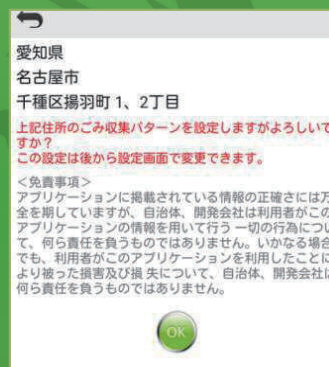 愛知県
名古屋市
千種区揚羽町 1、2丁目
上記住所のごみ収集パターンを設定しますがよろしいで
すか?
この設定は後から設定画面で変更できます。
<免責事項>
アプリケーションに掲載されている情報の正確さには万
全を期していますが、自治体、開発会社は利用者がこの
アプリケーションの情報を用いて行う 一切の行為につい
て、何ら責任を負うものではありません。いかなる場合
でも、利用者がこのアプリケーションを利用したことに
より被った損害及び損 失について、自治体、開発会社は
何ら責任を負うものではありません。
OK